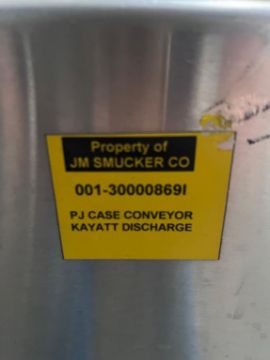 Property of
JM SMUCKER CO
001-30000869I
PJ CASE CONVEYOR
KAYATT DISCHARGE